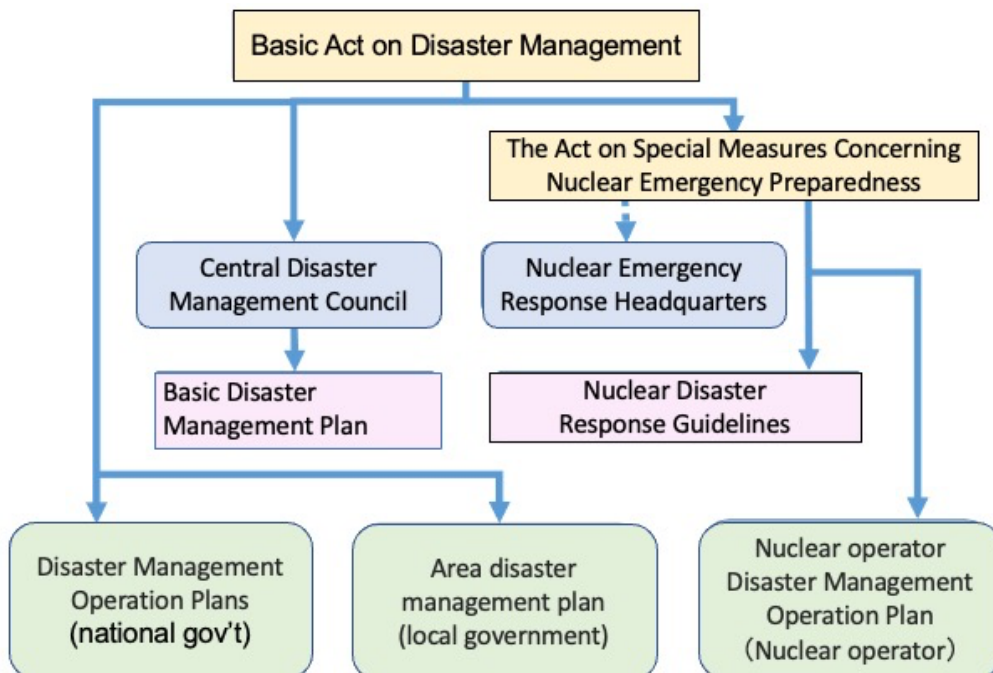 Basic Act on Disaster Management
The Act on Special Measures Concerning
Nuclear Emergency Preparedness
Central Disaster
Management Council
Nuclear Emergency
Response Headquarters
Basic Disaster
Management Plan
Nuclear Disaster
Response Guidelines
Disaster Management
Operation Plans
(national gov't)
Area disaster
management plan
(local government)
Nuclear operator
Disaster Management
Operation Plan
（Nuclear operator）